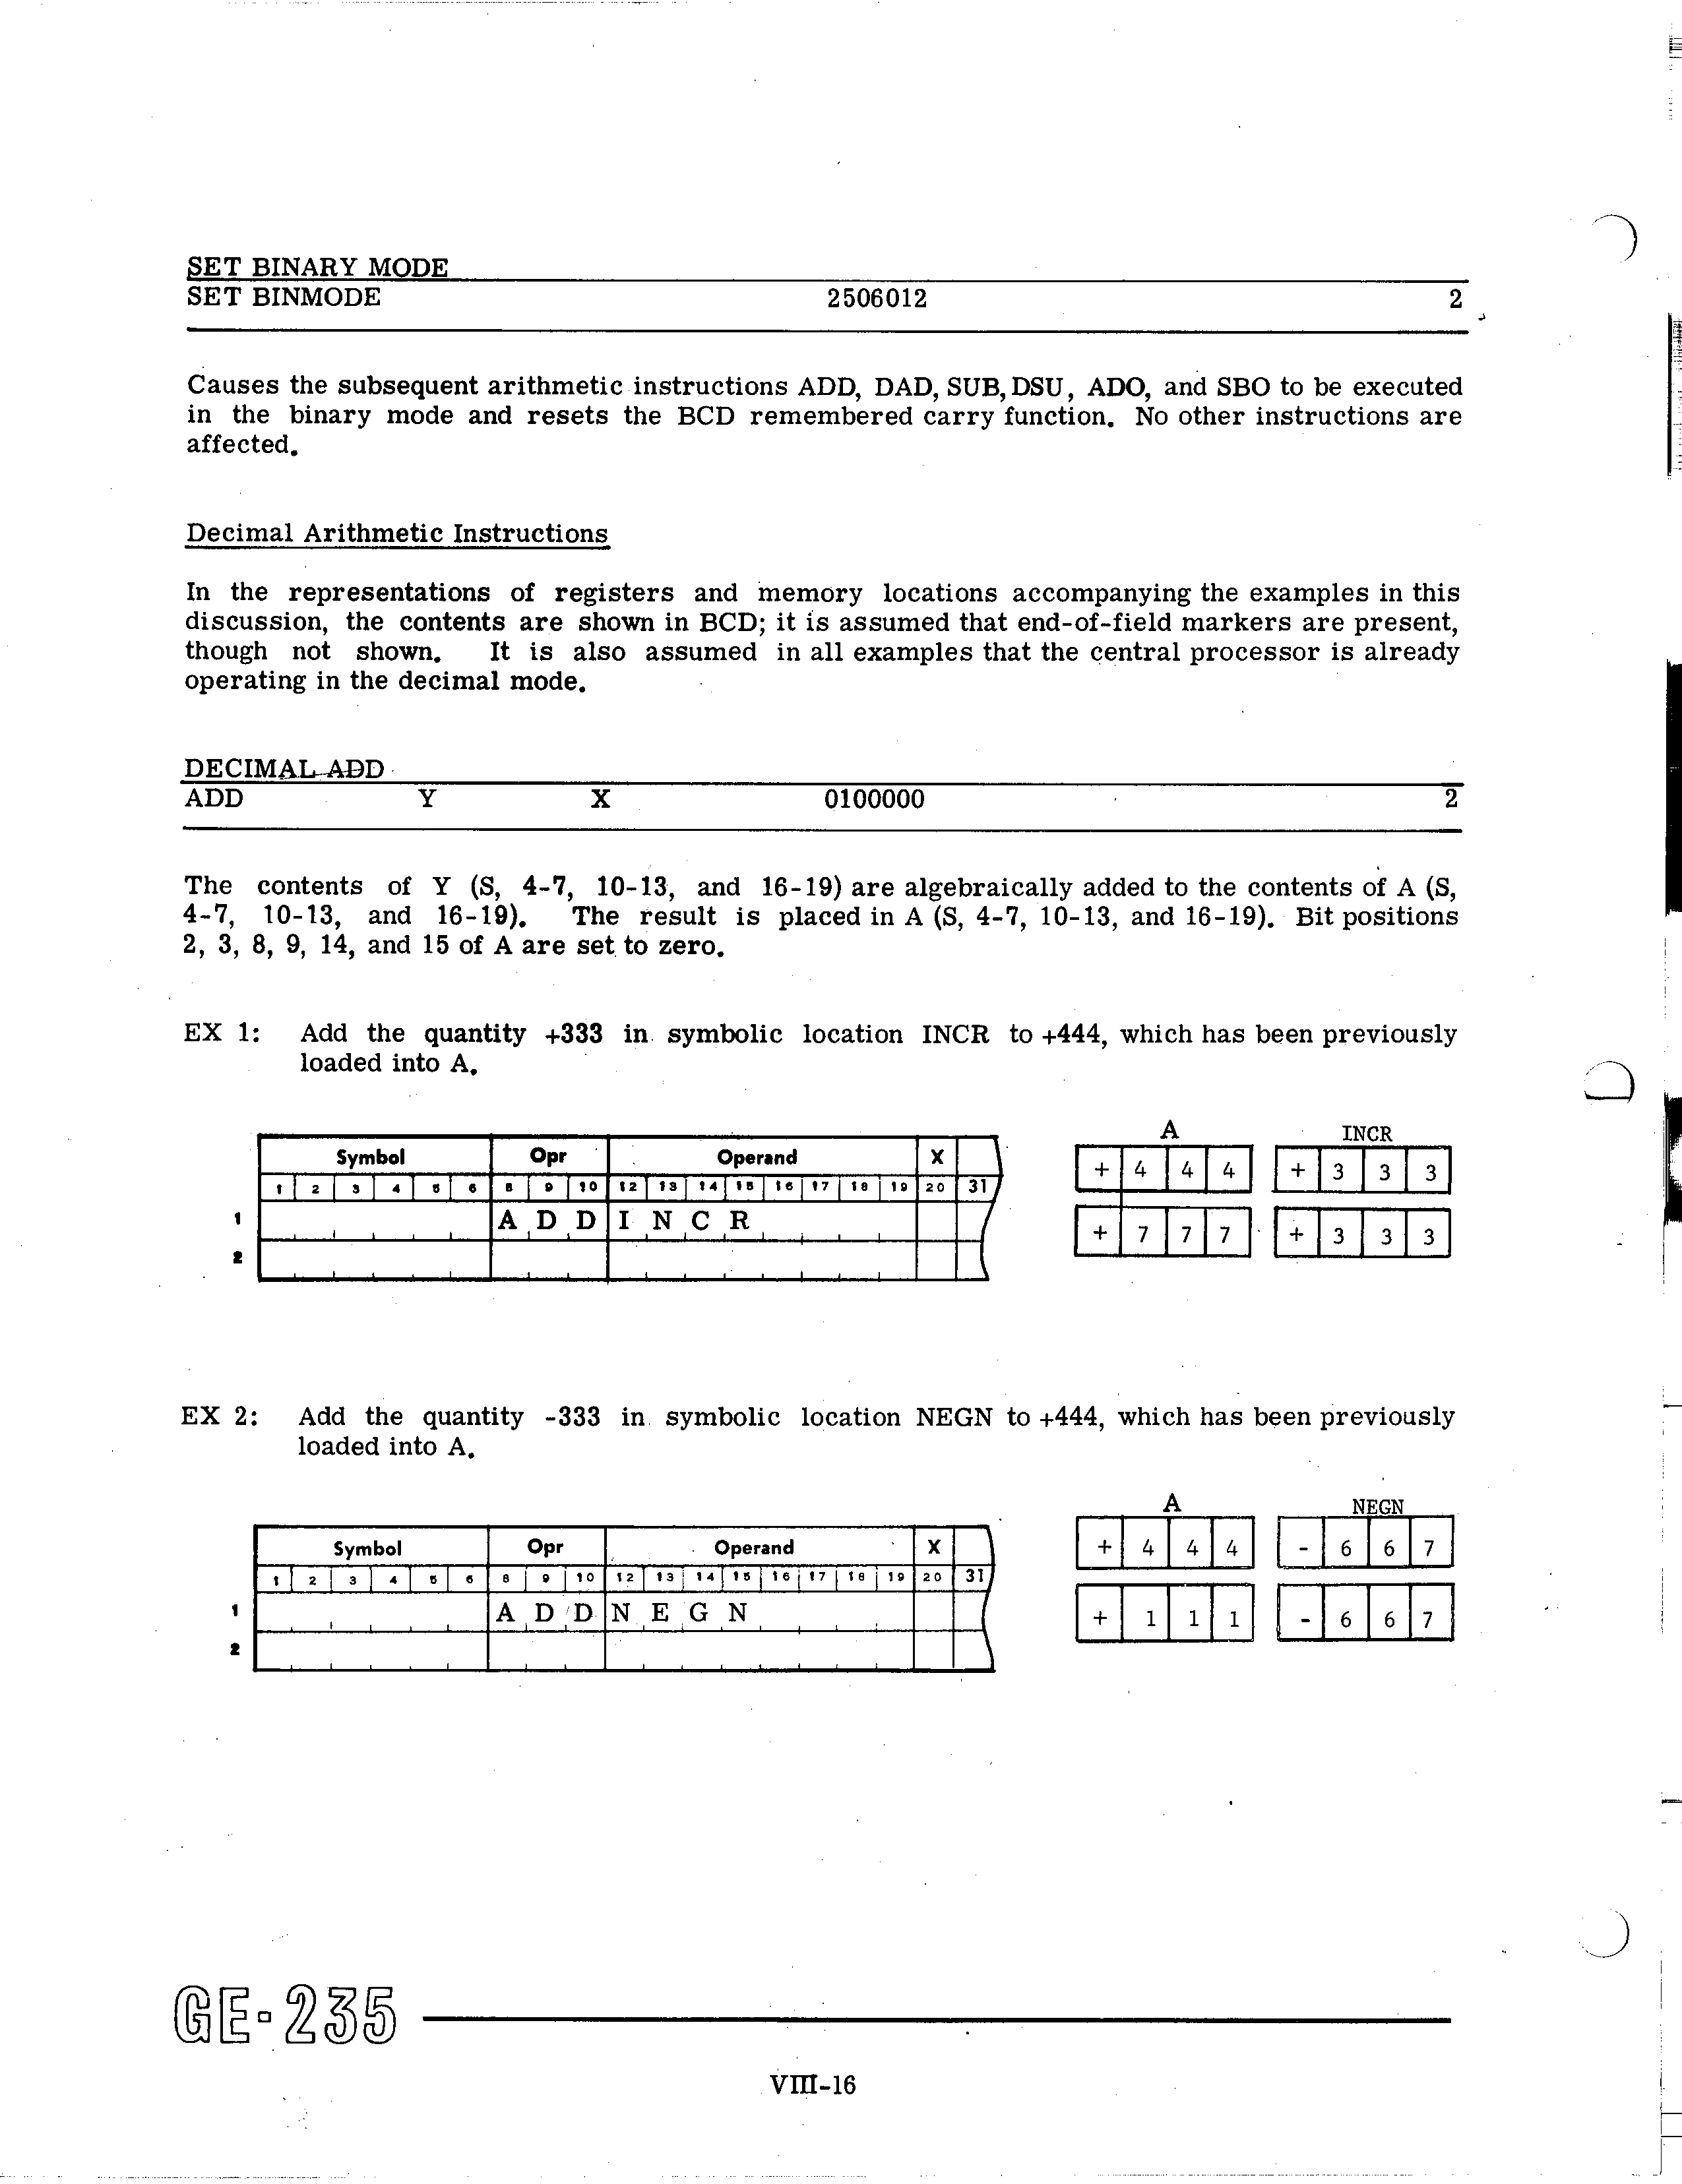 SET BINARY MODE
SET BINMODE 2506012 2
Causes the subsequent arithmetic instructions ADD, DAD, SUB, DSU, ADO, and SBO to be executed
in the binary mode and resets the BCD remembered carry function. No other instructions are
affected.
Decimal Arithmetic Instructions
In the representations of registers and memory locations accompanying the examples in this
discussion, the contents are shown in BCD; it is assumed that end-of-field markers are present,
though not shown. It is also assumed in all examples that the central processor is already
operating in the decimal mode.
DECIMAL ADD
ADD Y X 0100000 2
The contents of Y (S, 4-7, 10-13, and 16-19) are algebraically added to the contents of A (S,
4-7, 10-13, and 16-19). The result is placed in A (S, 4-7, 10-13, and 16-19). Bit positions
2, 3, 8, 9, 14, and 15 of A are set to zero.
EX 1: Add the quantity +333 in symbolic location INCR to +444, which has been previously
loaded into A.
A INCR
Symbol Opr Operand X + 4 4 4 + 3 3 3
1 2 3 4 5 6 8 9 10 12 13 14 15 16 17 18 19 20 31
1 A D D I N C R + 7 7 7 + 3 3 3
2
EX 2: Add the quantity -333 in symbolic location NEGN to +444, which has been previously
loaded into A.
A NEGN
Symbol Opr Operand X + 4 4 4 - 6 6 7
1 2 3 4 5 6 8 9 10 12 13 14 15 16 17 18 19 20 31
1 A D D N E G N + 1 1 1 - 6 6 7
2
GE-235
VIII-16